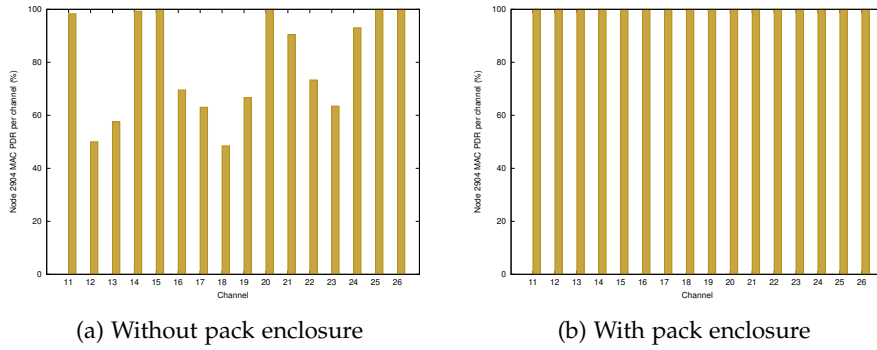 100
80
60
40
20
0
Node 2904 MAC PDR per channel (%)
11 12 13 14 15 16 17 18 19 20 21 22 23 24 25 26
Channel
(a) Without pack enclosure
100
80
60
40
20
0
Node 2904 MAC PDR per channel (%)
11 12 13 14 15 16 17 18 19 20 21 22 23 24 25 26
Channel
(b) With pack enclosure